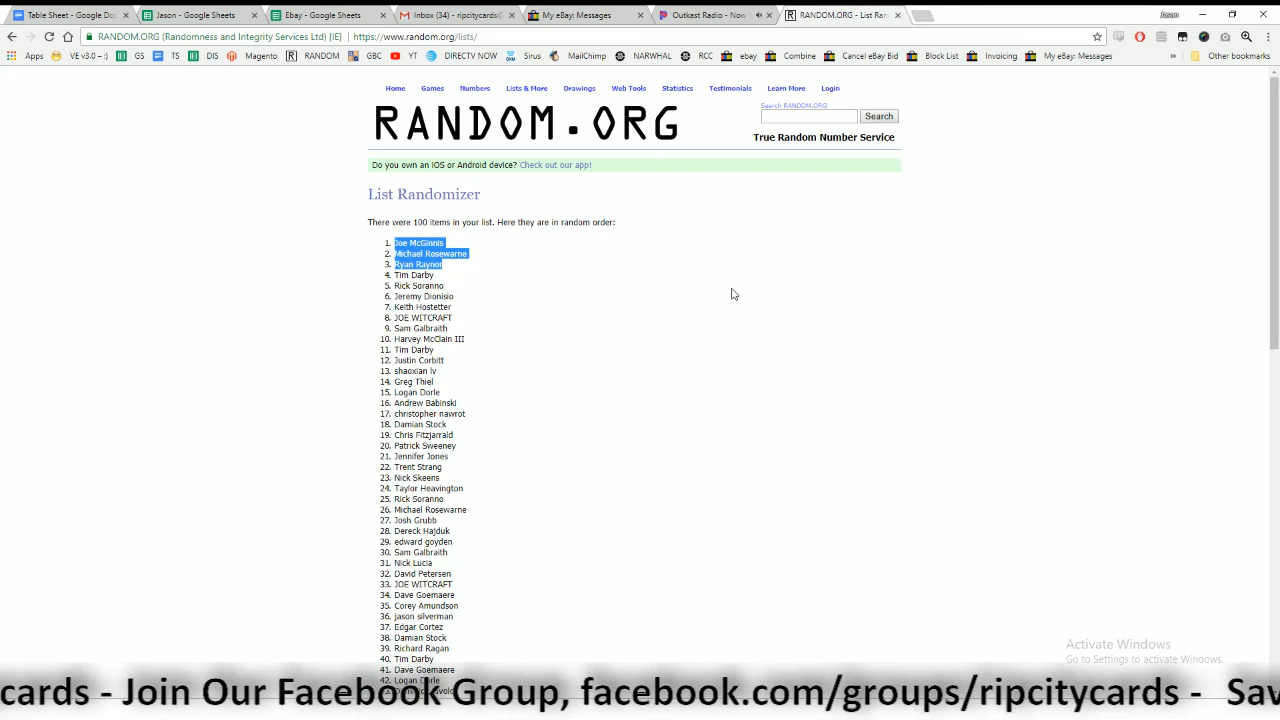 Table Sheet - Google Do
Jason - Google Sheets
Ebay - Google Sheets
Inbox (34) - ripcitycards@
My eBay: Messages
Outkast Radio - Now
RANDOM.ORG - List Ran
Jason
RANDOM.ORG (Randomness and Integrity Services Ltd) [IE]
https://www.random.org/lists/
Apps
VE v3.0 – :)
GS
TS
DIS
Magento
RANDOM
GBC
YT
DIRECTV NOW
Sirus
MailChimp
NARWHAL
RCC
ebay
Combine
Cancel eBay Bid
Block List
Invoicing
My eBay: Messages
»
Other bookmarks
Home
Games
Numbers
Lists & More
Drawings
Web Tools
Statistics
Testimonials
Learn More
Login
RANDOM.ORG
Search RANDOM.ORG
Search
True Random Number Service
Do you own an iOS or Android device? Check out our app!
List Randomizer
There were 100 items in your list. Here they are in random order:
1. Joe McGinnis
2. Michael Rosewarne
3. Ryan Raynor
4. Tim Darby
5. Rick Soranno
6. Jeremy Dionisio
7. Keith Hostetter
8. JOE WITCRAFT
9. Sam Galbraith
10. Harvey McClain III
11. Tim Darby
12. Justin Corbitt
13. shaoxian lv
14. Greg Thiel
15. Logan Dorle
16. Andrew Babinski
17. christopher nawrot
18. Damian Stock
19. Chris Fitzjarrald
20. Patrick Sweeney
21. Jennifer Jones
22. Trent Strang
23. Nick Skeens
24. Taylor Heavington
25. Rick Soranno
26. Michael Rosewarne
27. Josh Grubb
28. Dereck Hajduk
29. edward goyden
30. Sam Galbraith
31. Nick Lucia
32. David Petersen
33. JOE WITCRAFT
34. Dave Goemaere
35. Corey Amundson
36. jason silverman
37. Edgar Cortez
38. Damian Stock
39. Richard Ragan
40. Tim Darby
41. Dave Goemaere
42. Logan Dorle
Activate Windows
Go to Settings to activate Windows.
cards - Join Our Facebook Group, facebook.com/groups/ripcitycards - Sav